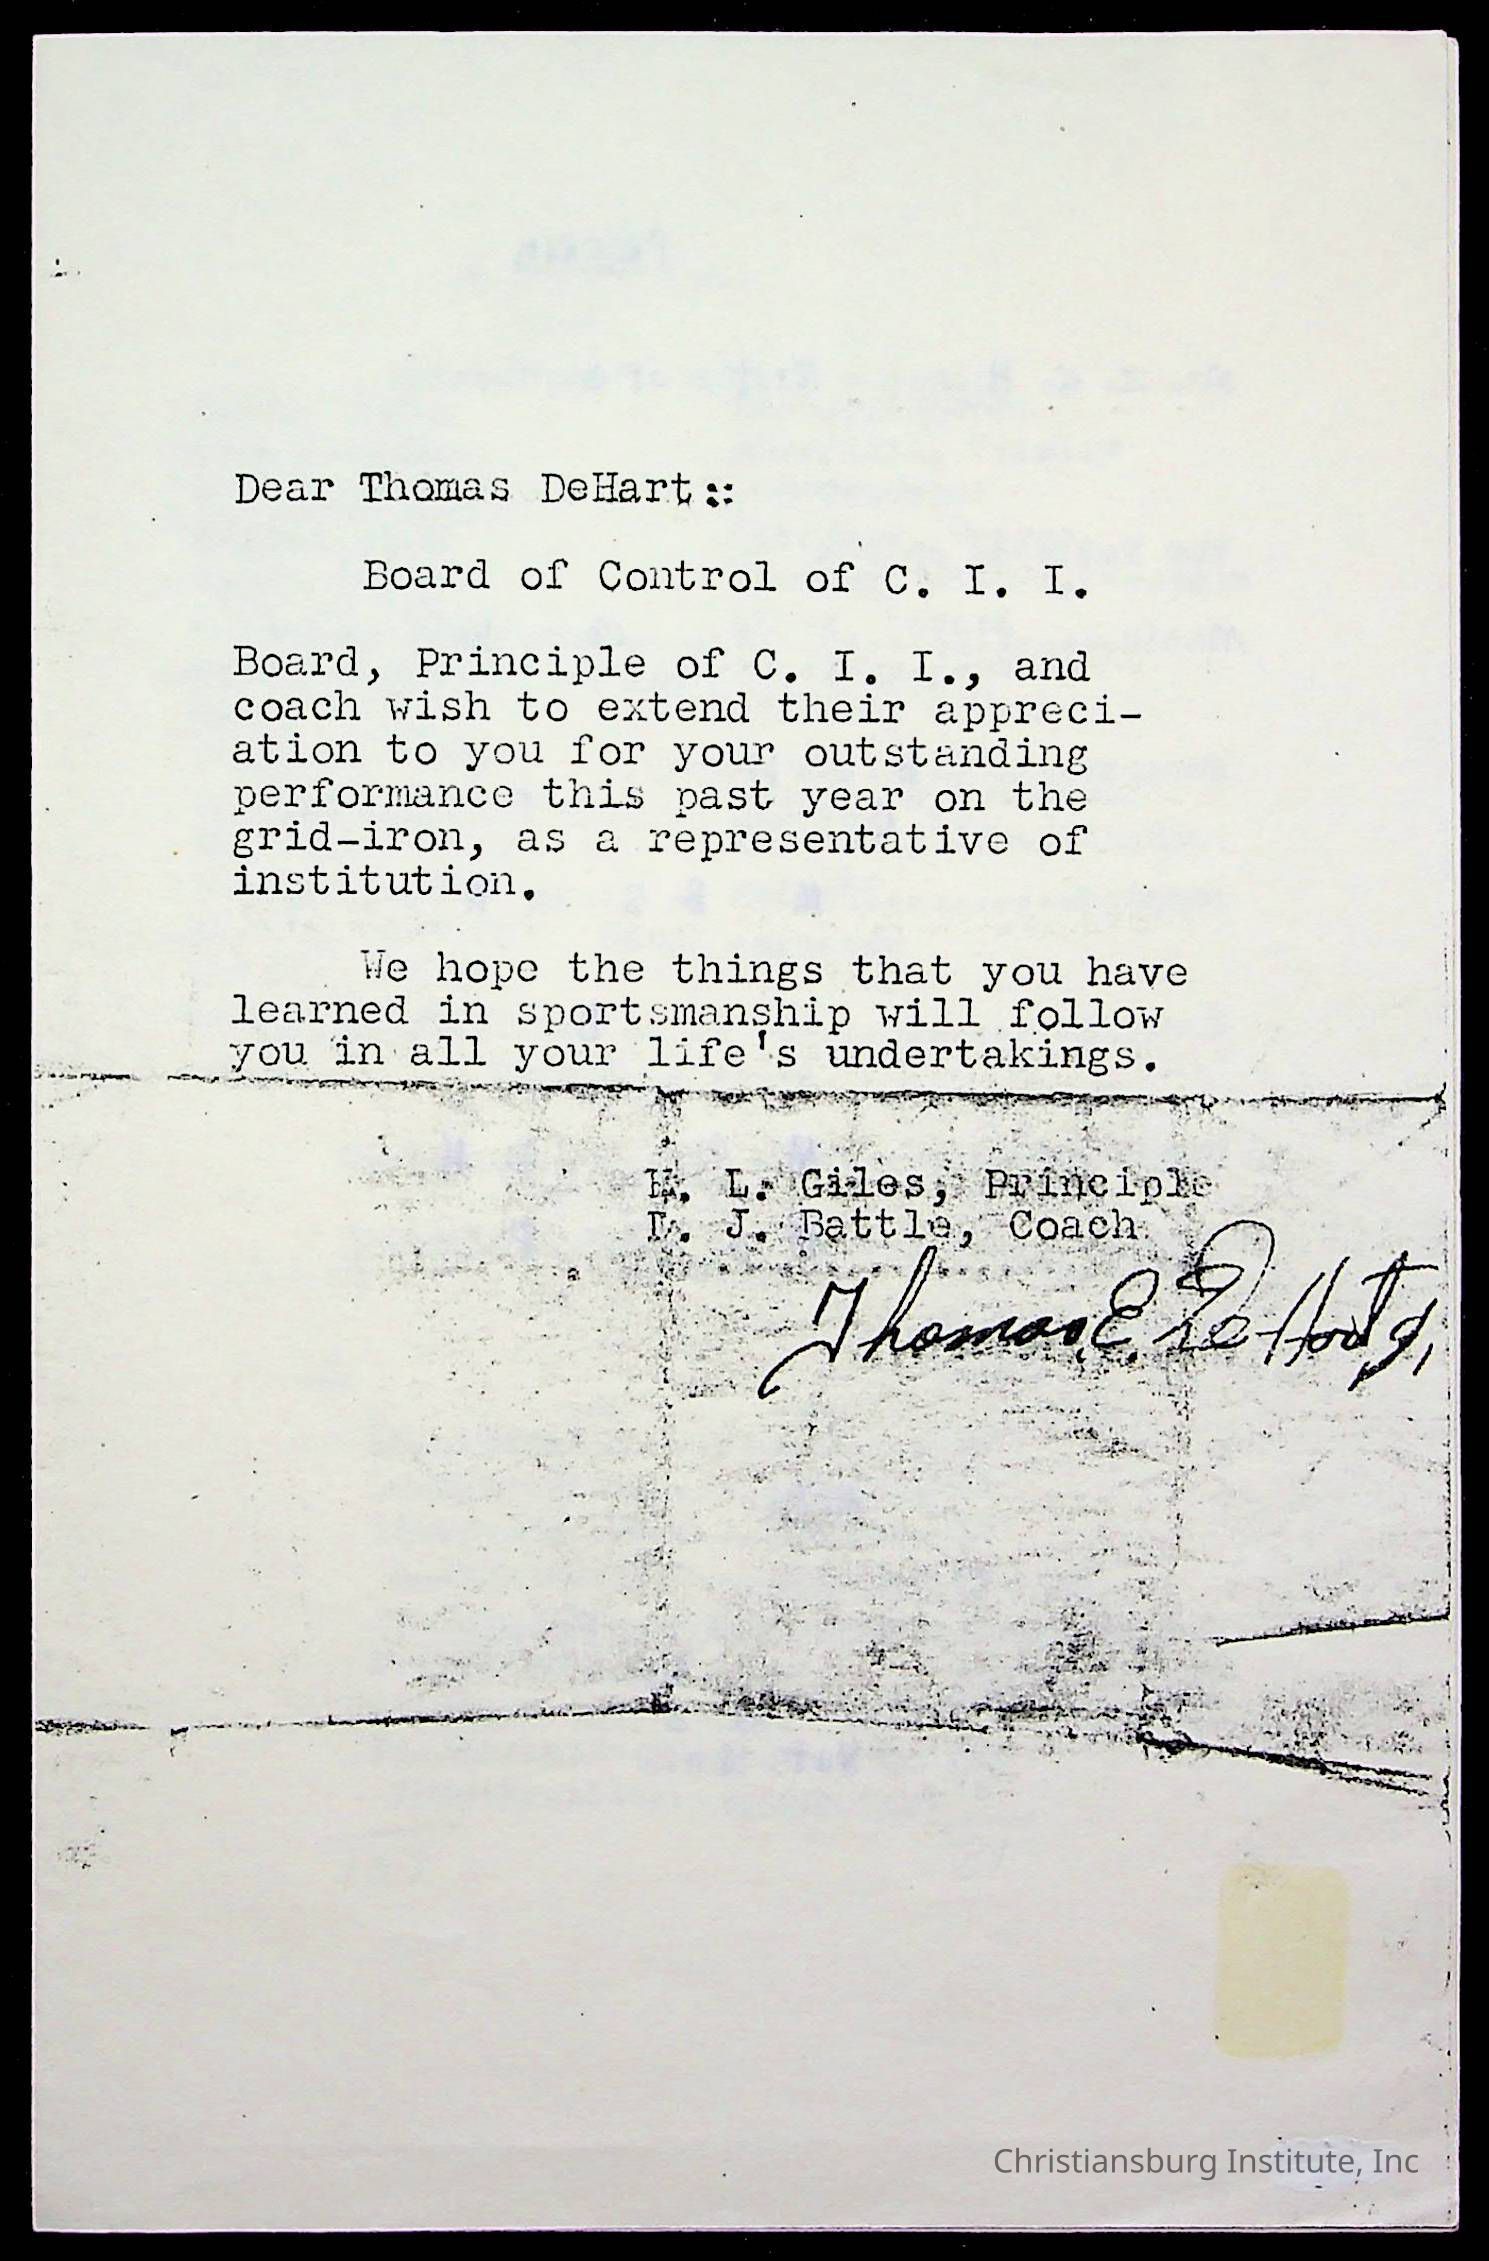 Dear Thomas DeHart::
Board of Control of C. I. I.
Board, Principle of C. I. I., and
coach wish to extend their appreci-
ation to you for your outstanding
performance this past year on the
grid-iron, as a representative of
institution.
We hope the things that you have
learned in sportsmanship will follow
you in all your life's undertakings.
L. Giles, Principle
J. Battle, Coach
Thomas E. DeHart
Christiansburg Institute, Inc